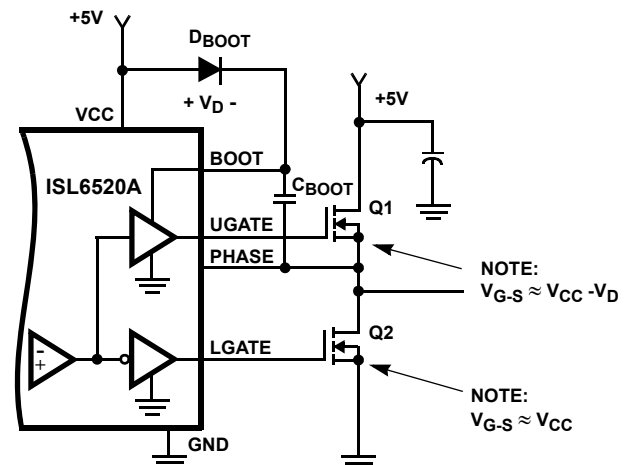 +5V
DBOOT
+ VD -
VCC
+5V
BOOT
ISL6520A
CBOOT
Q1
UGATE
PHASE
NOTE:
VG-S ≈ VCC -VD
Q2
-
+
LGATE
NOTE:
VG-S ≈ VCC
GND